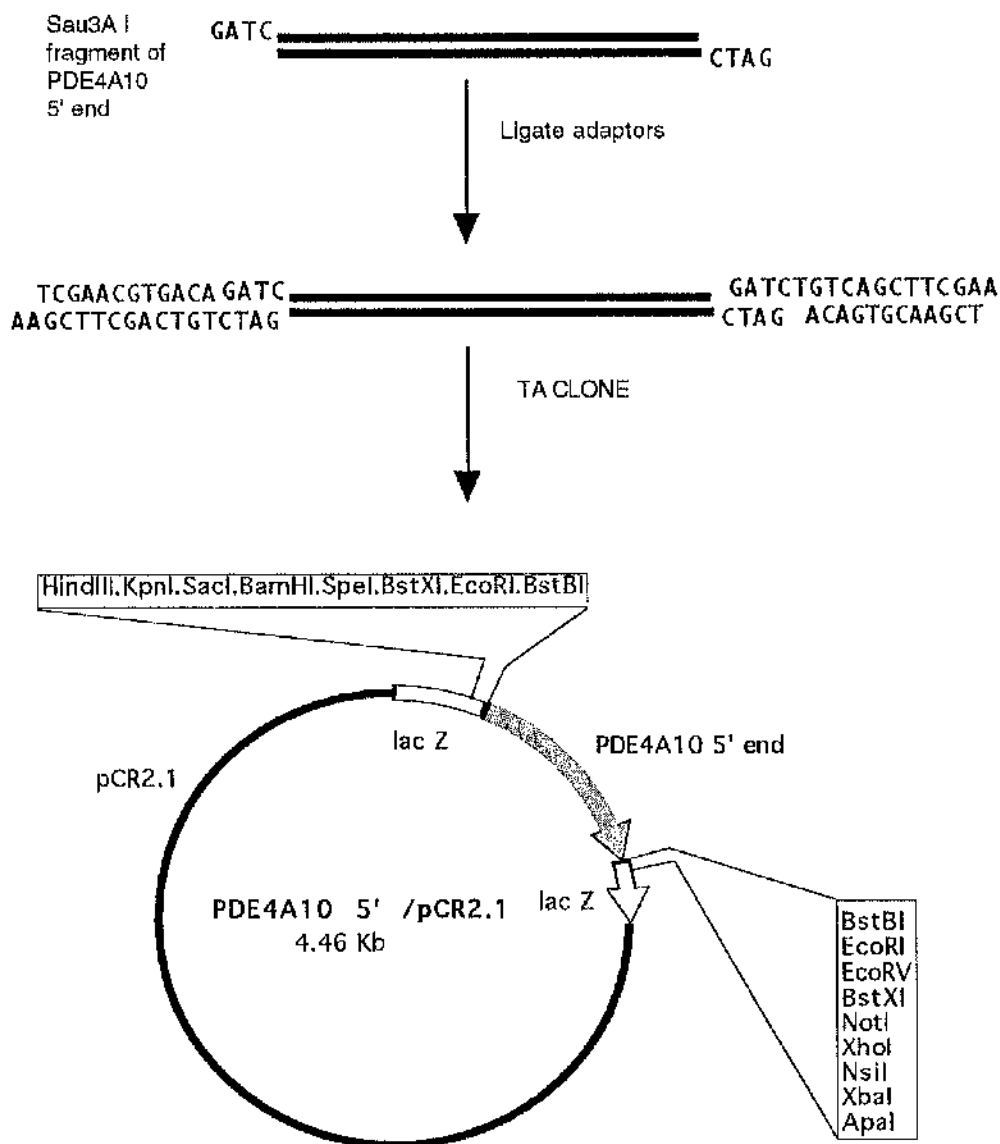 Sau3A I
fragment of
PDE4A10
5' end
GATC
CTAG
Ligate adaptors
TCGAACGTGACA GATC
AAGCTTCGACTGTCTAG
GATCTGTCAGCTTCGAA
CTAG ACAGTGCAAGCT
TA CLONE
HindIII.KpnI.SacI.BamHI.SpeI.BstXI.EcoRI.BstBI
lac Z
PDE4A10 5' end
pCR2.1
PDE4A10 5' /pCR2.1
4.46 Kb
lac Z
BstBI
EcoRI
EcoRV
BstXI
NotI
XhoI
NsiI
XbaI
ApaI